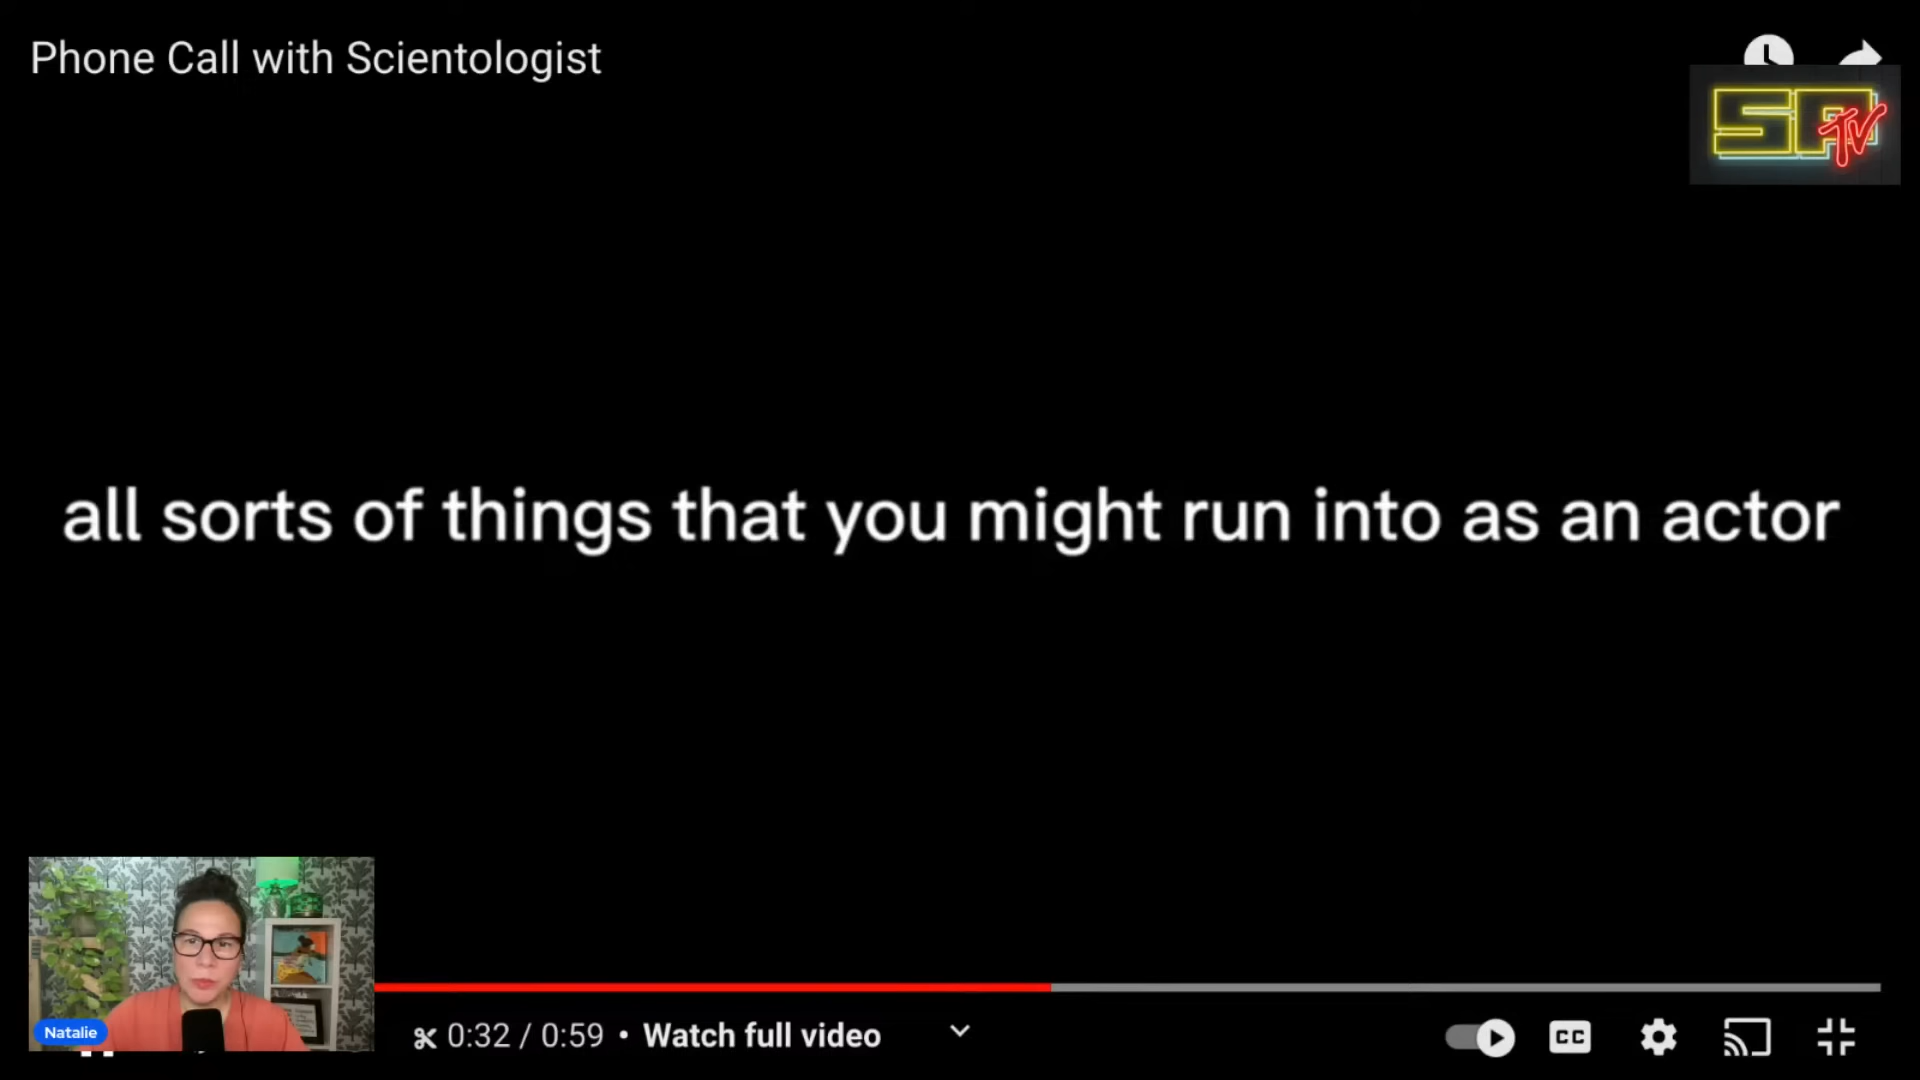 Phone Call with Scientologist
SPTV
all sorts of things that you might run into as an actor
Natalie
0:32 / 0:59 • Watch full video
CC